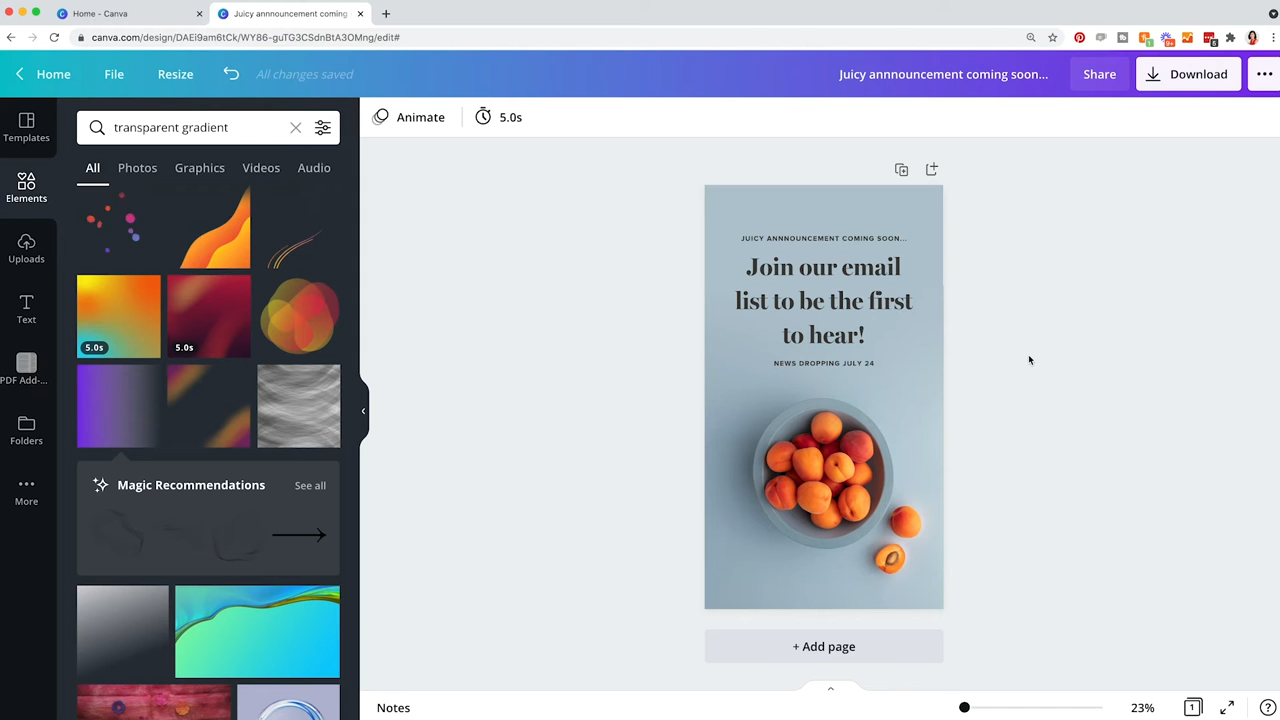 Home - Canva
Juicy annnouncement coming
canva.com/design/DAEi9am6tCk/WY86-guTG3CSdnBtA3OMng/edit#
Home
File
Resize
All changes saved
Juicy annnouncement coming soon...
Share
Download
Templates
Elements
Uploads
Text
PDF Add-...
Folders
More
transparent gradient
All
Photos
Graphics
Videos
Audio
5.0s
5.0s
Magic Recommendations
See all
Animate
5.0s
JUICY ANNNOUNCEMENT COMING SOON...
Join our email
list to be the first
to hear!
NEWS DROPPING JULY 24
+ Add page
Notes
23%
1